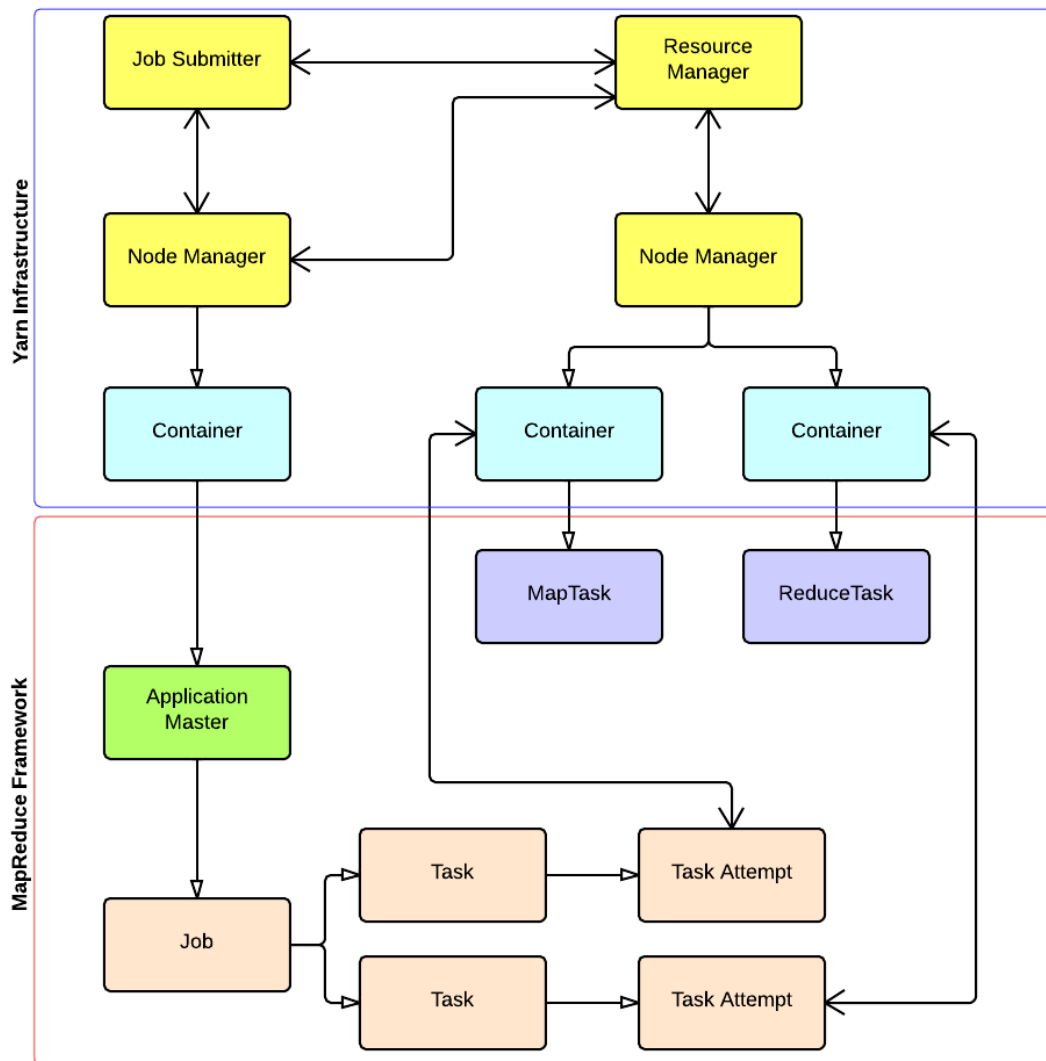 Yarn Infrastructure
Job Submitter
Resource
Manager
Node Manager
Node Manager
Container
Container
Container
MapReduce Framework
MapTask
ReduceTask
Application
Master
Task
Task Attempt
Job
Task
Task Attempt